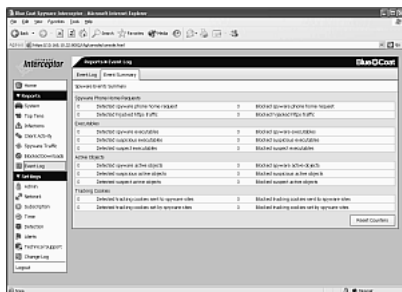 Blue Coat Spyware Interceptor - Microsoft Internet Explorer
File Edit View Favorites Tools Help
Back Search Favorites Media
Interceptor
Reports > Event Log
Blue Coat
Event Log Event Summary
Home
Spyware Events Summary
Reports
Spyware Phone Home Requests
System
0 Detected spyware phone home request 0 Blocked spyware phone home request
Top Ten
0 Detected hijacked https traffic 0 Blocked hijacked https traffic
Infections
Executables
Client Activity
0 Detected spyware executables 0 Blocked spyware executables
Spyware Traffic
0 Detected suspicious executables 0 Blocked suspicious executables
Blocked Downloads
0 Detected suspect executables 0 Blocked suspect executables
Event Log
Active Objects
Settings
0 Detected spyware active objects 0 Blocked spyware active objects
Admin
0 Detected suspicious active objects 0 Blocked suspicious active objects
Network
0 Detected suspect active objects 0 Blocked suspect active objects
Subscription
Tracking Cookies
Time
0 Detected tracking cookies sent to spyware sites 0 Blocked tracking cookies sent to spyware sites
Detection
0 Detected tracking cookies set by spyware sites 0 Blocked tracking cookies set by spyware sites
Alerts
Reset Counters
Technical Support
Change Log
Logout
Done
Internet